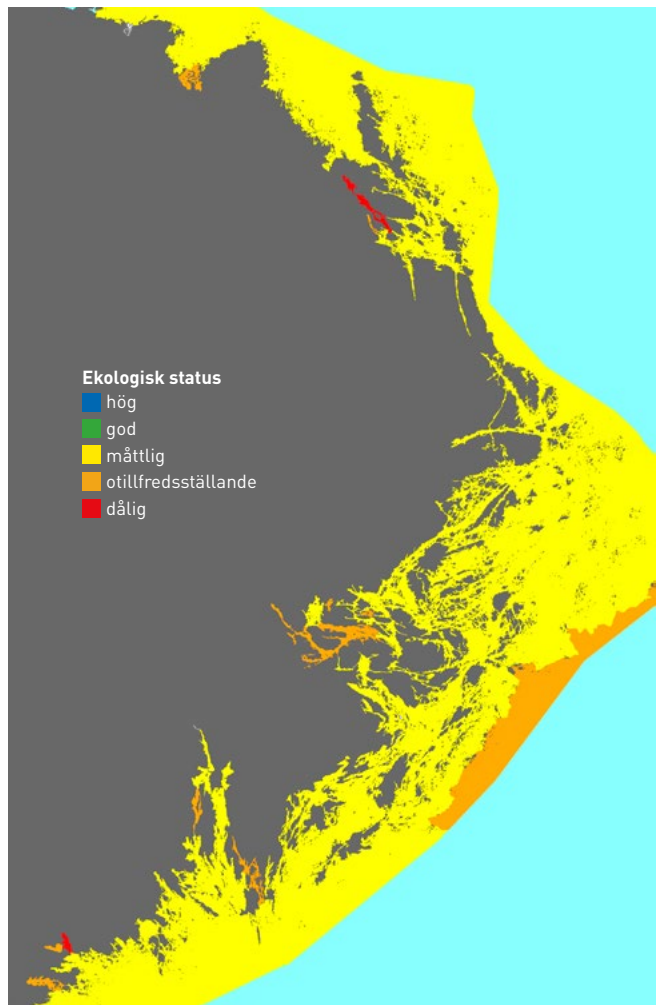 Ekologisk status
hög
god
måttlig
otillfredsställande
dålig